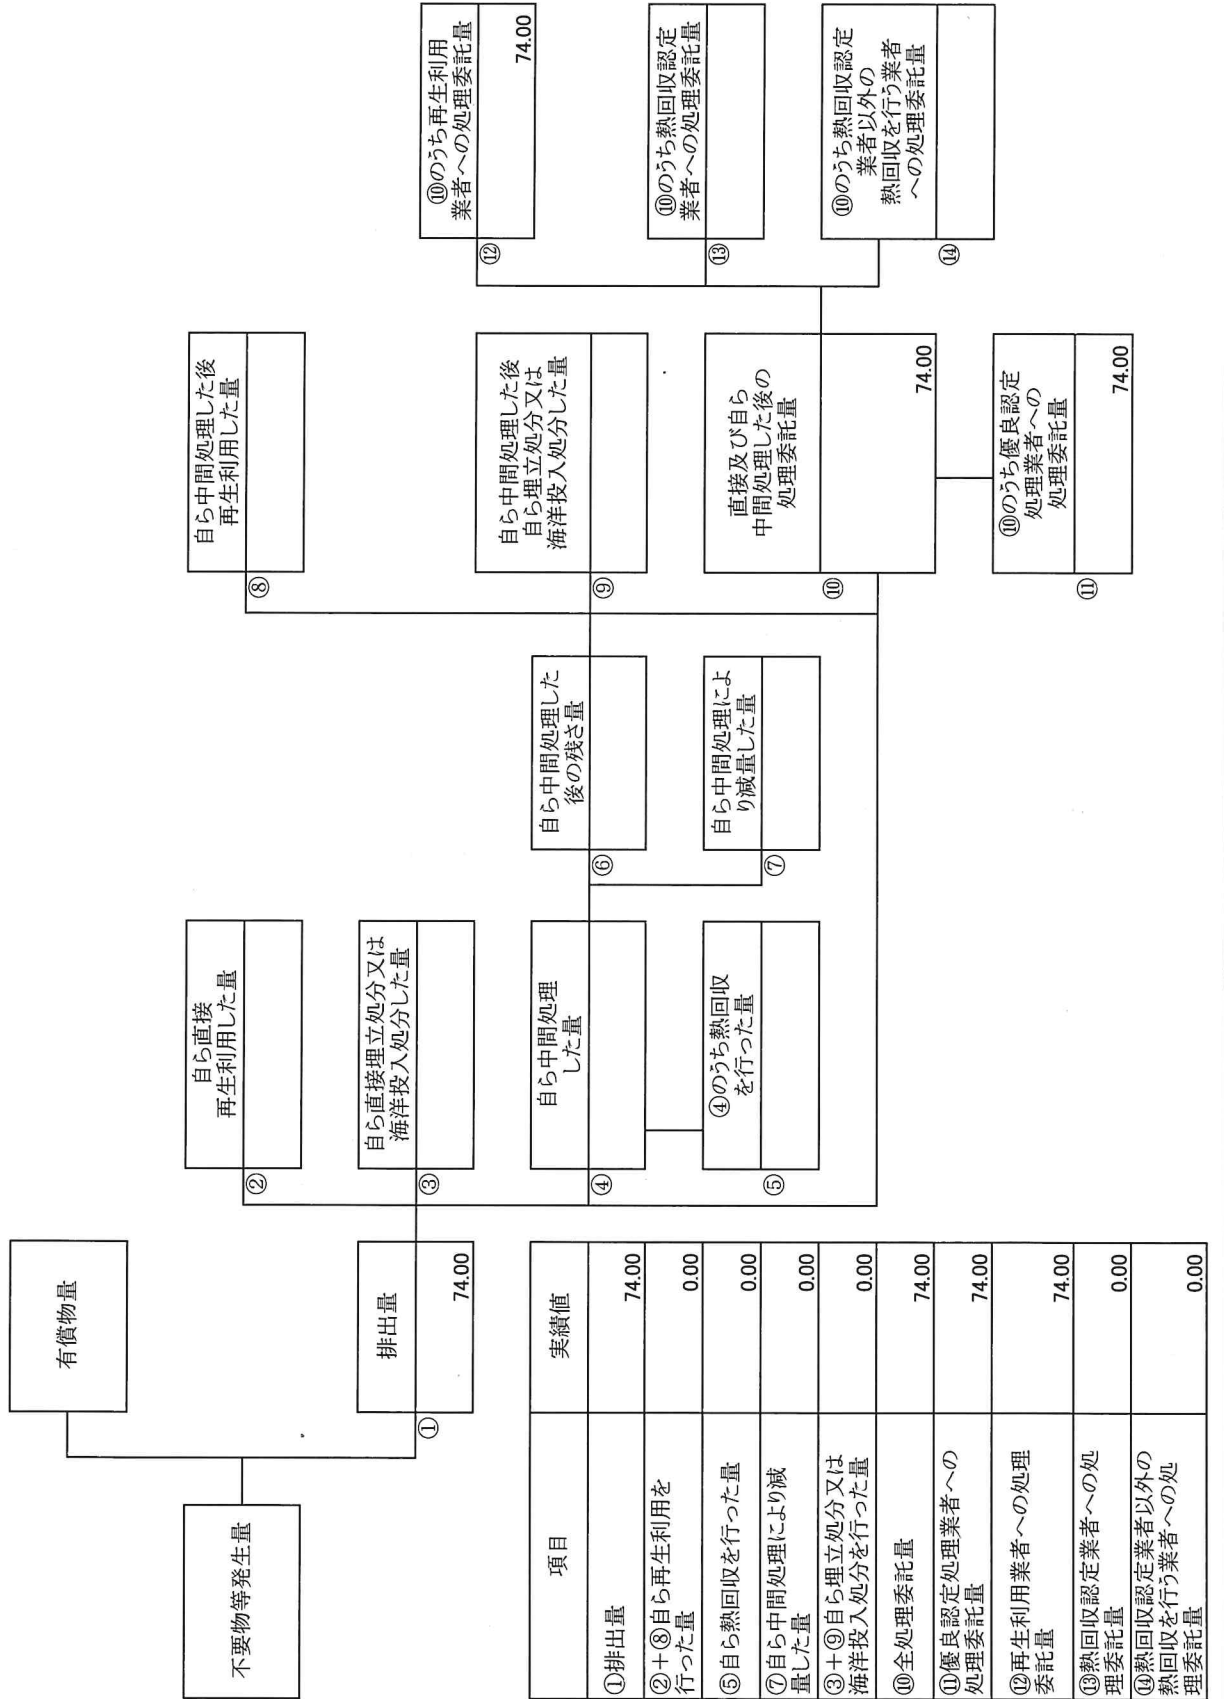 不要物等発生量
有償物量
①
排出量
74.00
②
自ら直接
再生利用した量
③
自ら直接埋立処分又は
海洋投入処分した量
④
自ら中間処理
した量
⑤
④のうち熱回収
を行った量
⑥
自ら中間処理した
後の残さ量
⑦
自ら中間処理によ
り減量した量
⑧
自ら中間処理した後
再生利用した量
⑨
自ら中間処理した後
自ら埋立処分又は
海洋投入処分した量
⑩
直接及び自ら
中間処理した後の
処理委託量
74.00
⑪
⑩のうち優良認定
処理業者への
処理委託量
74.00
⑫
⑩のうち再生利用
業者への処理委託量
74.00
⑬
⑩のうち熱回収認定
業者への処理委託量
⑭
⑩のうち熱回収認定
業者以外の
熱回収を行う業者
への処理委託量
項目 実績値
①排出量 74.00
②+⑧自ら再生利用を
行った量 0.00
⑤自ら熱回収を行った量 0.00
⑦自ら中間処理により減
量した量 0.00
③+⑨自ら埋立処分又は
海洋投入処分を行った量 0.00
⑩全処理委託量 74.00
⑪優良認定処理業者への
処理委託量 74.00
⑫再生利用業者への処理
委託量 74.00
⑬熱回収認定業者への処
理委託量 0.00
⑭熱回収認定業者以外の
熱回収を行う業者への処
理委託量 0.00